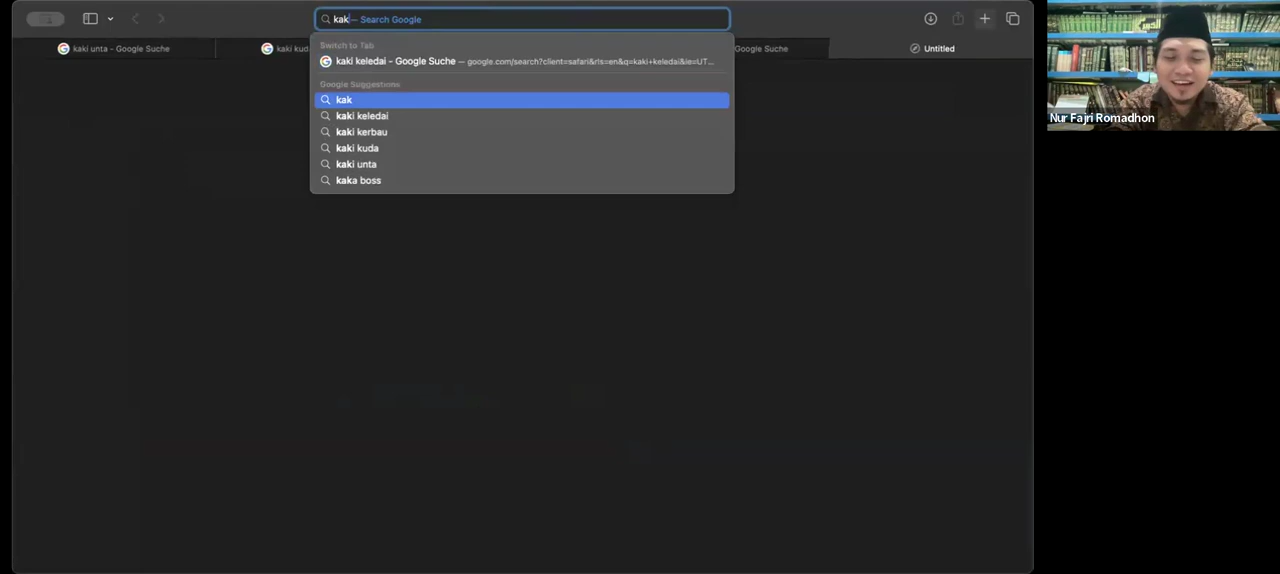 kak — Search Google
kaki unta - Google Suche
kaki kud
Google Suche
Untitled
Switch to Tab
kaki keledai - Google Suche — google.com/search?client=safari&rls=en&q=kaki+keledai&ie=UT...
Google Suggestions
kak
kaki keledai
kaki kerbau
kaki kuda
kaki unta
kaka boss
Nur Fajri Romadhon